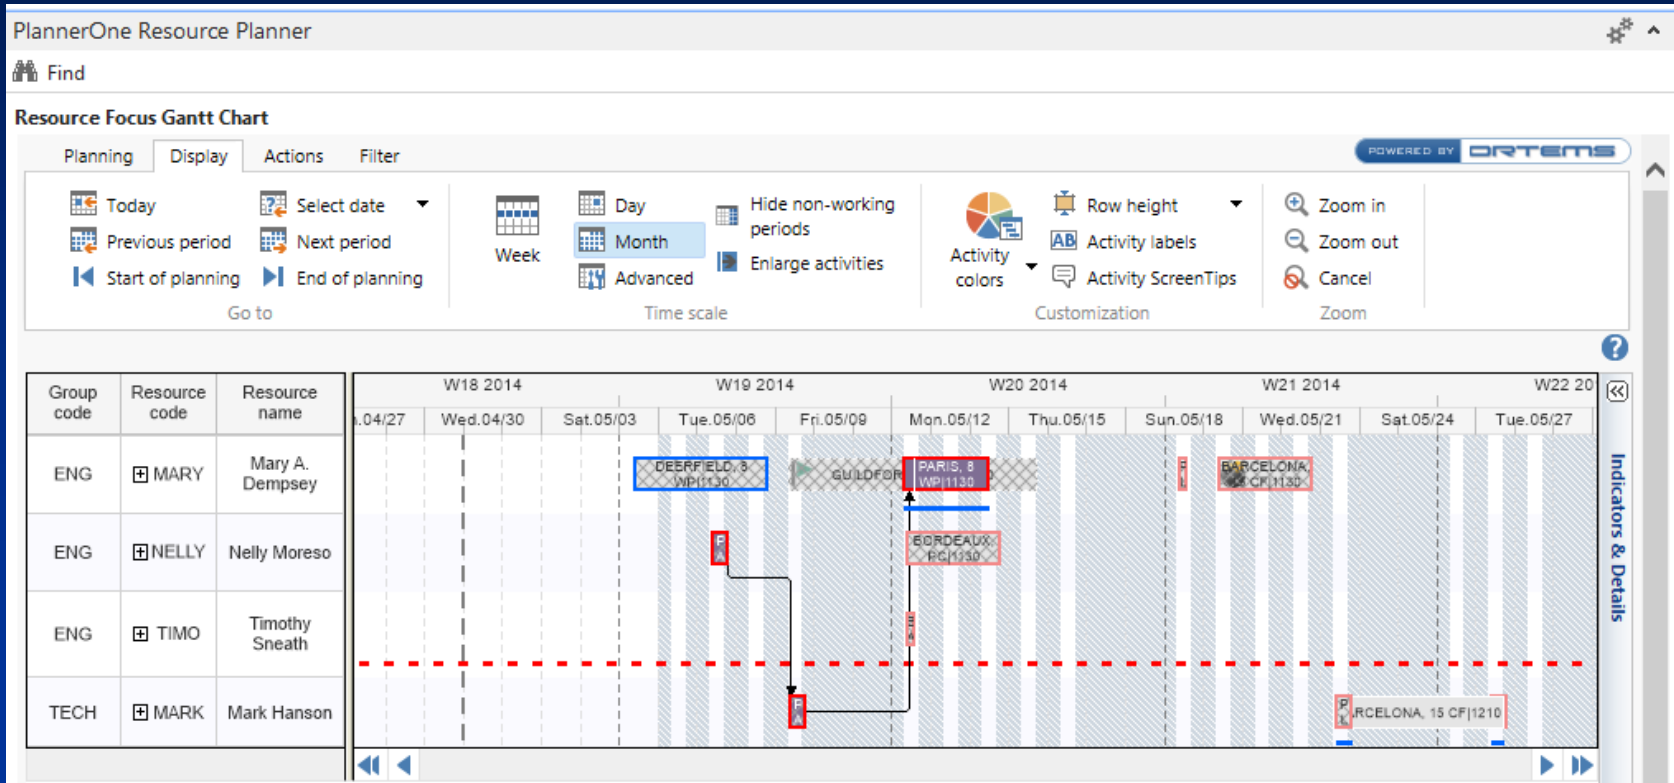 PlannerOne Resource Planner
Find
Resource Focus Gantt Chart
Planning Display Actions Filter
POWERED BY ORTEMS
Today
Previous period
Start of planning
Select date
Next period
End of planning
Go to
Week
Day
Month
Advanced
Hide non-working
periods
Enlarge activities
Time scale
Activity
colors
Row height
AB Activity labels
Activity ScreenTips
Customization
Zoom in
Zoom out
Cancel
Zoom
Group
code
Resource
code
Resource
name
W18 2014 W19 2014 W20 2014 W21 2014 W22 20
.04/27 Wed.04/30 Sat.05/03 Tue.05/06 Fri.05/09 Mon.05/12 Thu.05/15 Sun.05/18 Wed.05/21 Sat.05/24 Tue.05/27
ENG MARY Mary A.
Dempsey
DEERFIELD, 8
WP|1130
GUILDFOR
PARIS, 8
WP|1130
BARCELONA,
CF|1130
ENG NELLY Nelly Moreso
P
A
BORDEAUX,
PC|1130
ENG TIMO Timothy
Sneath
TECH MARK Mark Hanson
P
A
P
L
RCELONA, 15 CF|1210
Indicators & Details